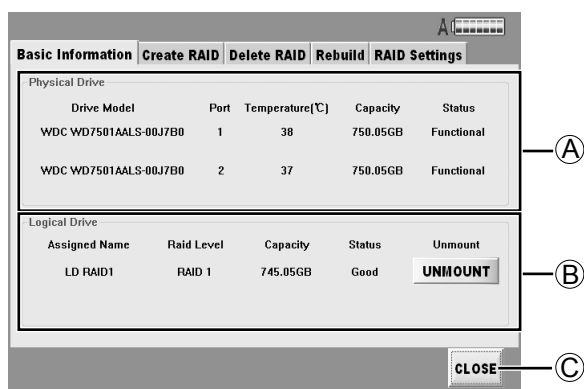 A
Basic Information Create RAID Delete RAID Rebuild RAID Settings
Physical Drive
Drive Model Port Temperature(℃) Capacity Status
WDC WD7501AALS-00J7B0 1 38 750.05GB Functional
A
WDC WD7501AALS-00J7B0 2 37 750.05GB Functional
Logical Drive
Assigned Name Raid Level Capacity Status Unmount
LD RAID1 RAID 1 745.05GB Good UNMOUNT
B
CLOSE
C